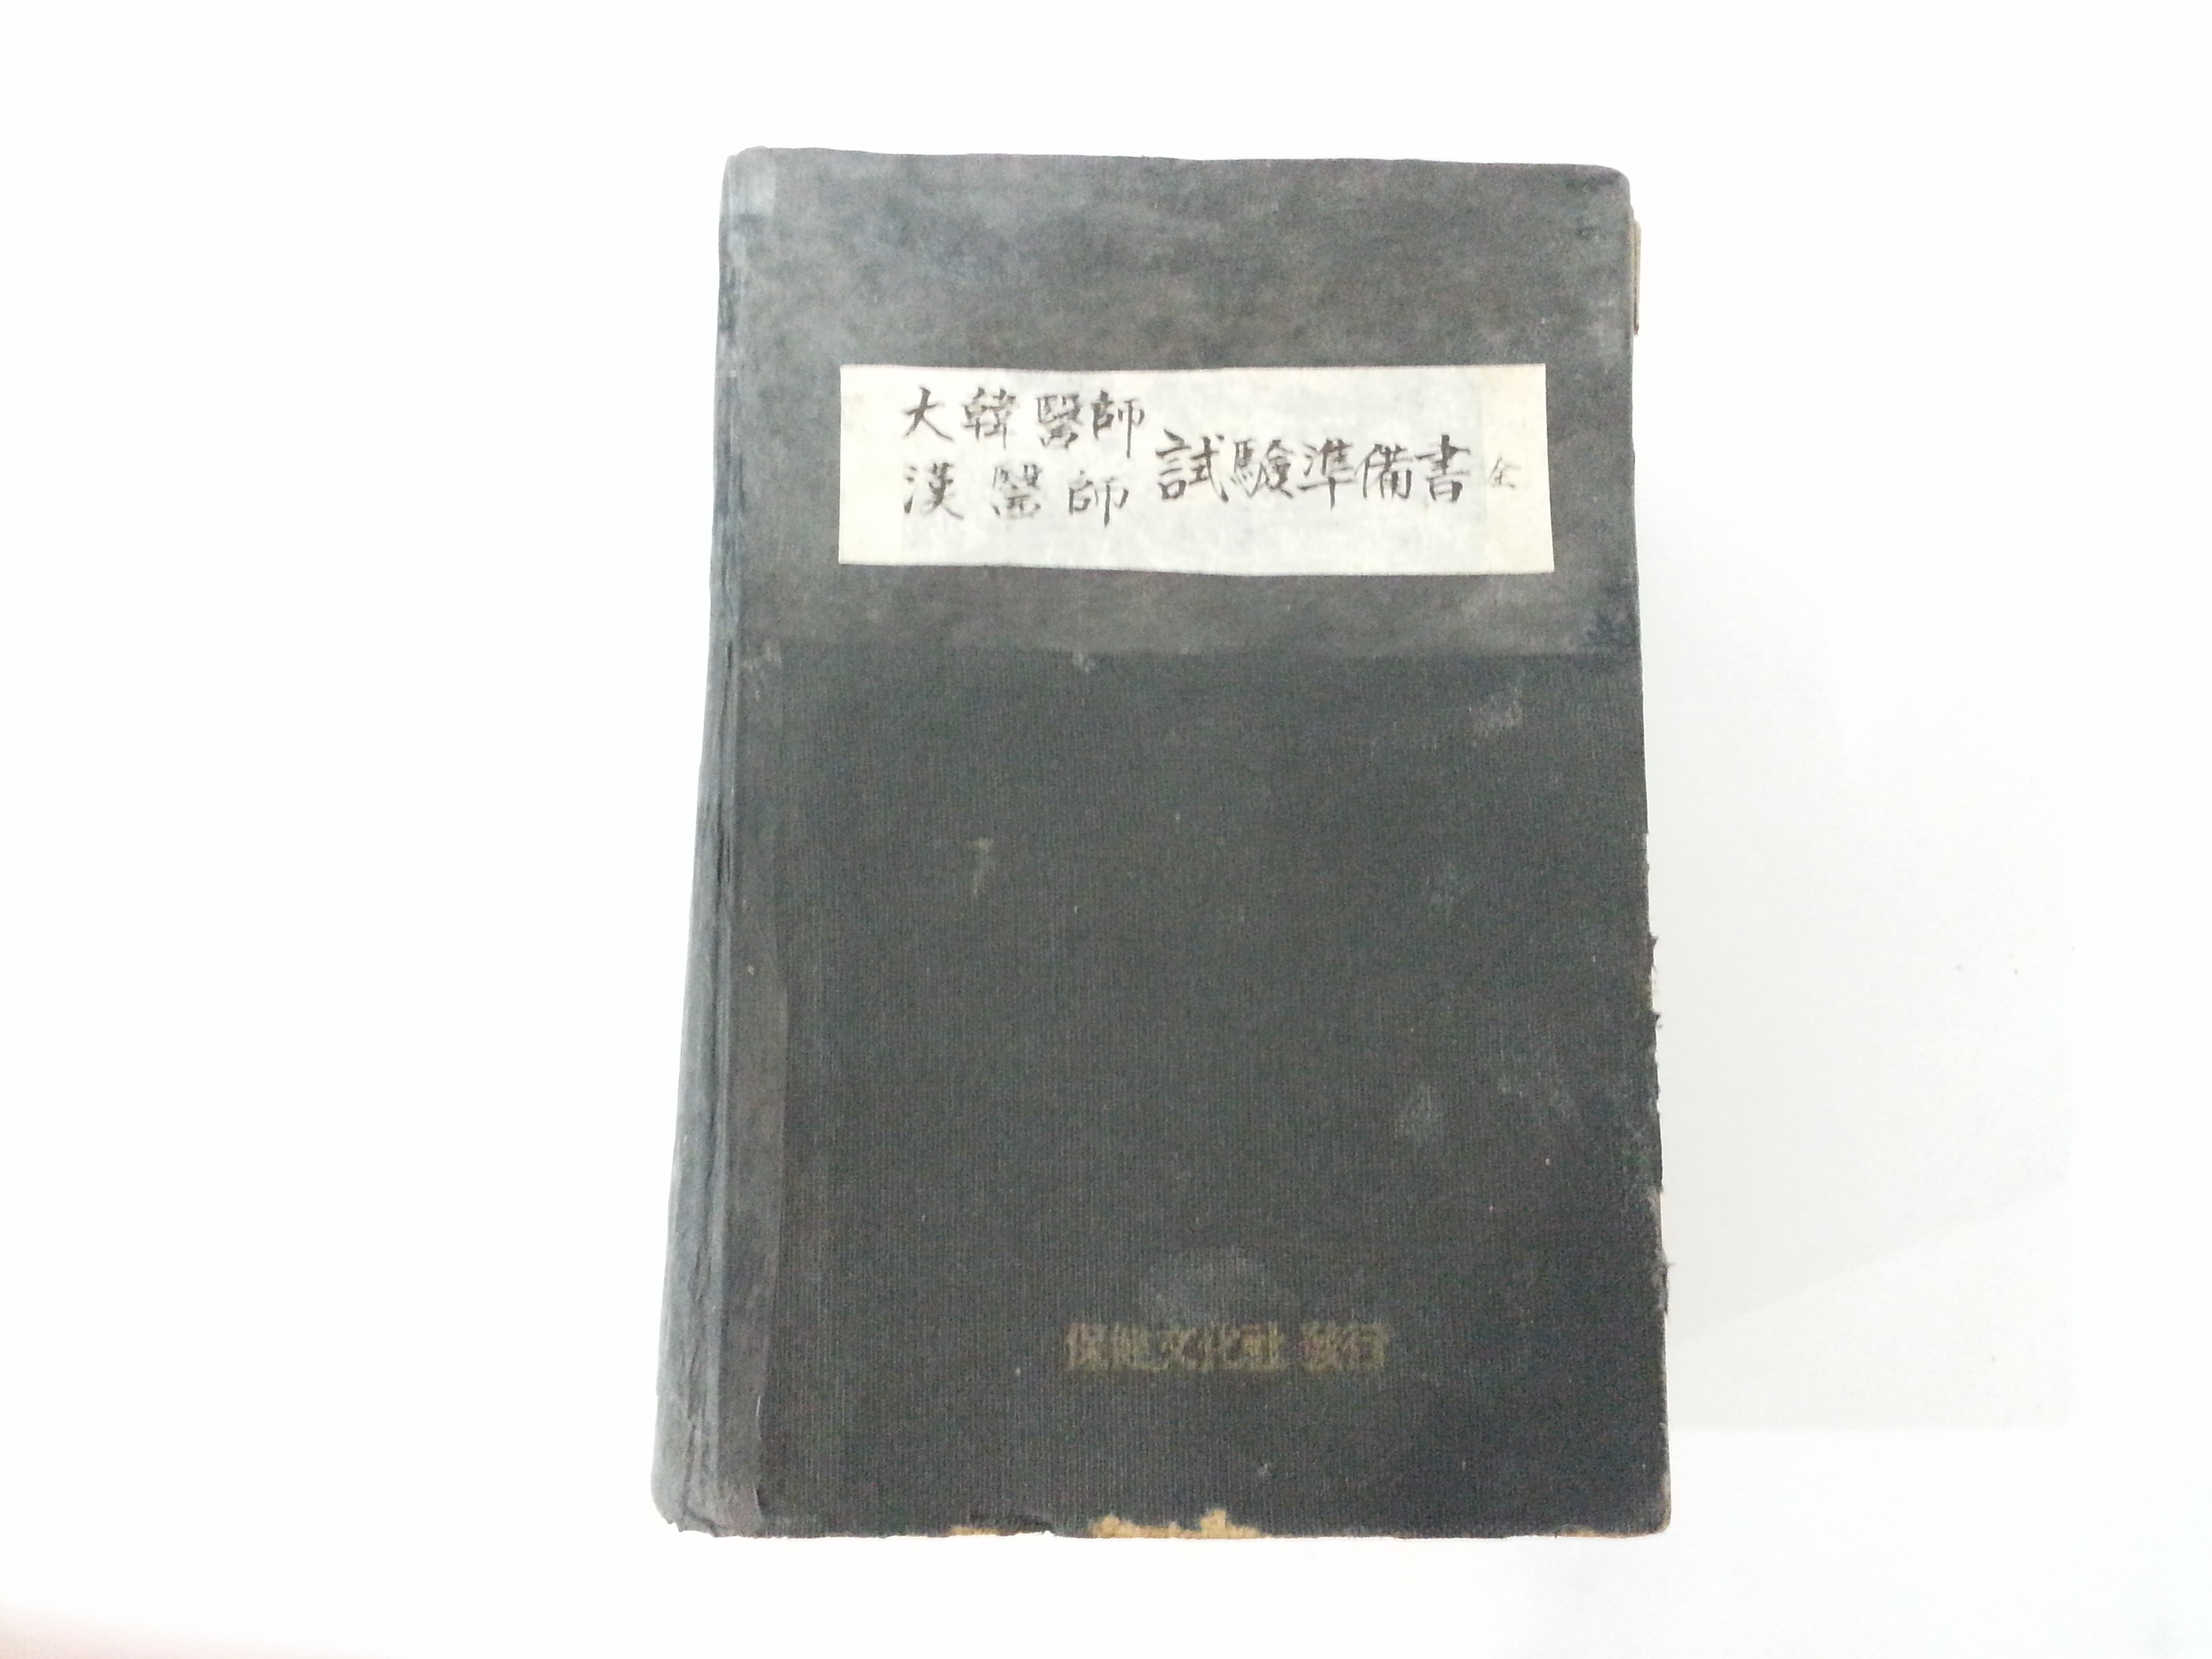 大韓醫師
漢醫師
試驗準備書 全
保健文化社 發行